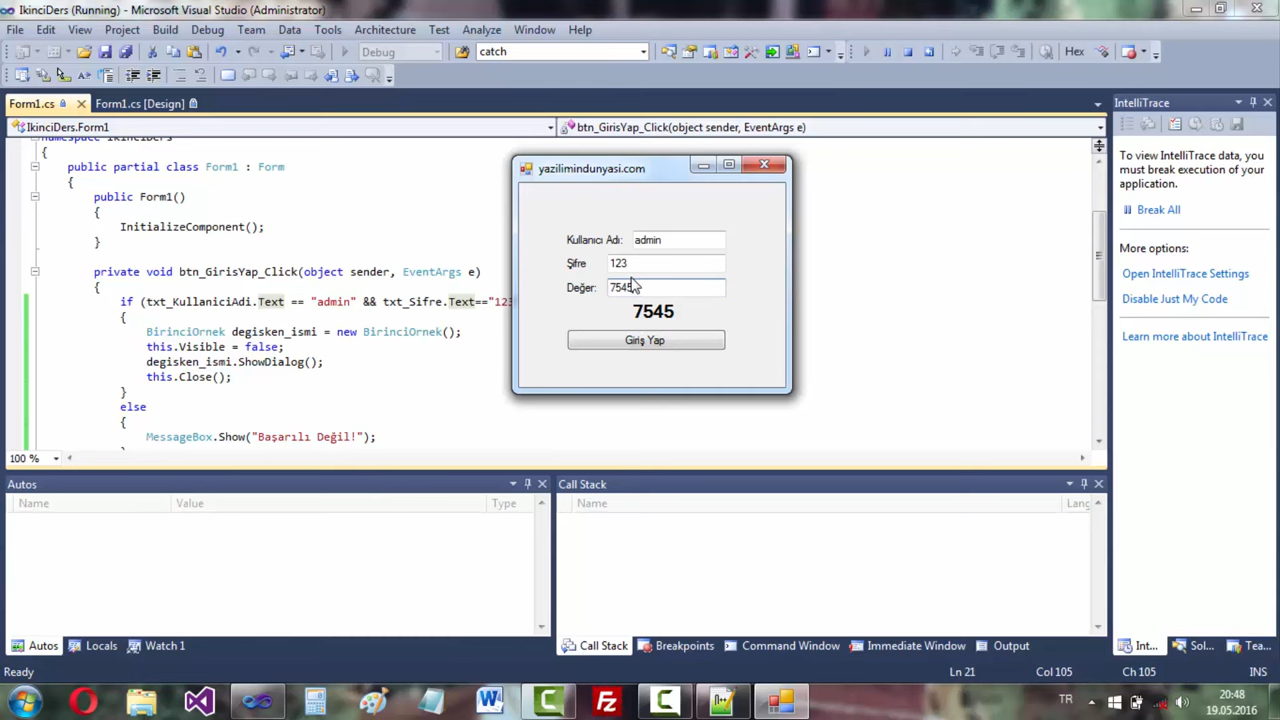 IkinciDers (Running) - Microsoft Visual Studio (Administrator)
File Edit View Project Build Debug Team Data Tools Architecture Test Analyze Window Help
Debug catch Hex
Form1.cs Form1.cs [Design]
IkinciDers.Form1 btn_GirisYap_Click(object sender, EventArgs e)
namespace IkinciDers
{
public partial class Form1 : Form
{
public Form1()
{
InitializeComponent();
}
private void btn_GirisYap_Click(object sender, EventArgs e)
{
if (txt_KullaniciAdi.Text == "admin" && txt_Sifre.Text=="123
{
BirinciOrnek degisken_ismi = new BirinciOrnek();
this.Visible = false;
degisken_ismi.ShowDialog();
this.Close();
}
else
{
MessageBox.Show("Başarılı Değil!");
100 %
yazilimindunyasi.com
Kullanıcı Adı: admin
Şifre 123
Değer: 7545
7545
Giriş Yap
IntelliTrace
To view IntelliTrace data, you must break execution of your application.
Break All
More options:
Open IntelliTrace Settings
Disable Just My Code
Learn more about IntelliTrace
Autos
Name Value Type
Call Stack
Name Lang
Autos Locals Watch 1
Call Stack Breakpoints Command Window Immediate Window Output
Int... Sol... Tea...
Ready Ln 21 Col 105 Ch 105 INS
TR 20:48
19.05.2016